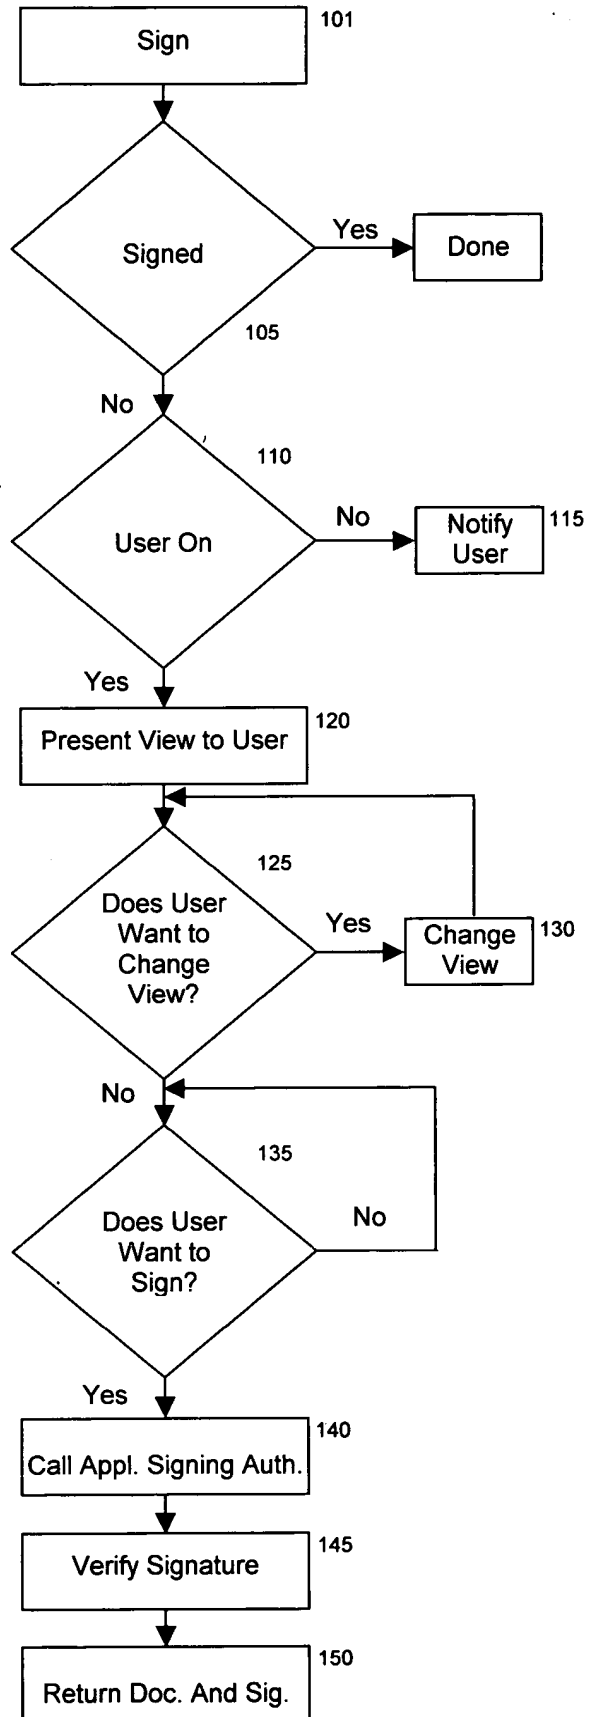 101
Sign
Signed
Yes
Done
105
No
110
User On
No
Notify
User
115
Yes
120
Present View to User
125
Does User
Want to
Change
View?
Yes
Change
View
130
No
135
Does User
Want to
Sign?
No
Yes
140
Call Appl. Signing Auth.
145
Verify Signature
150
Return Doc. And Sig.